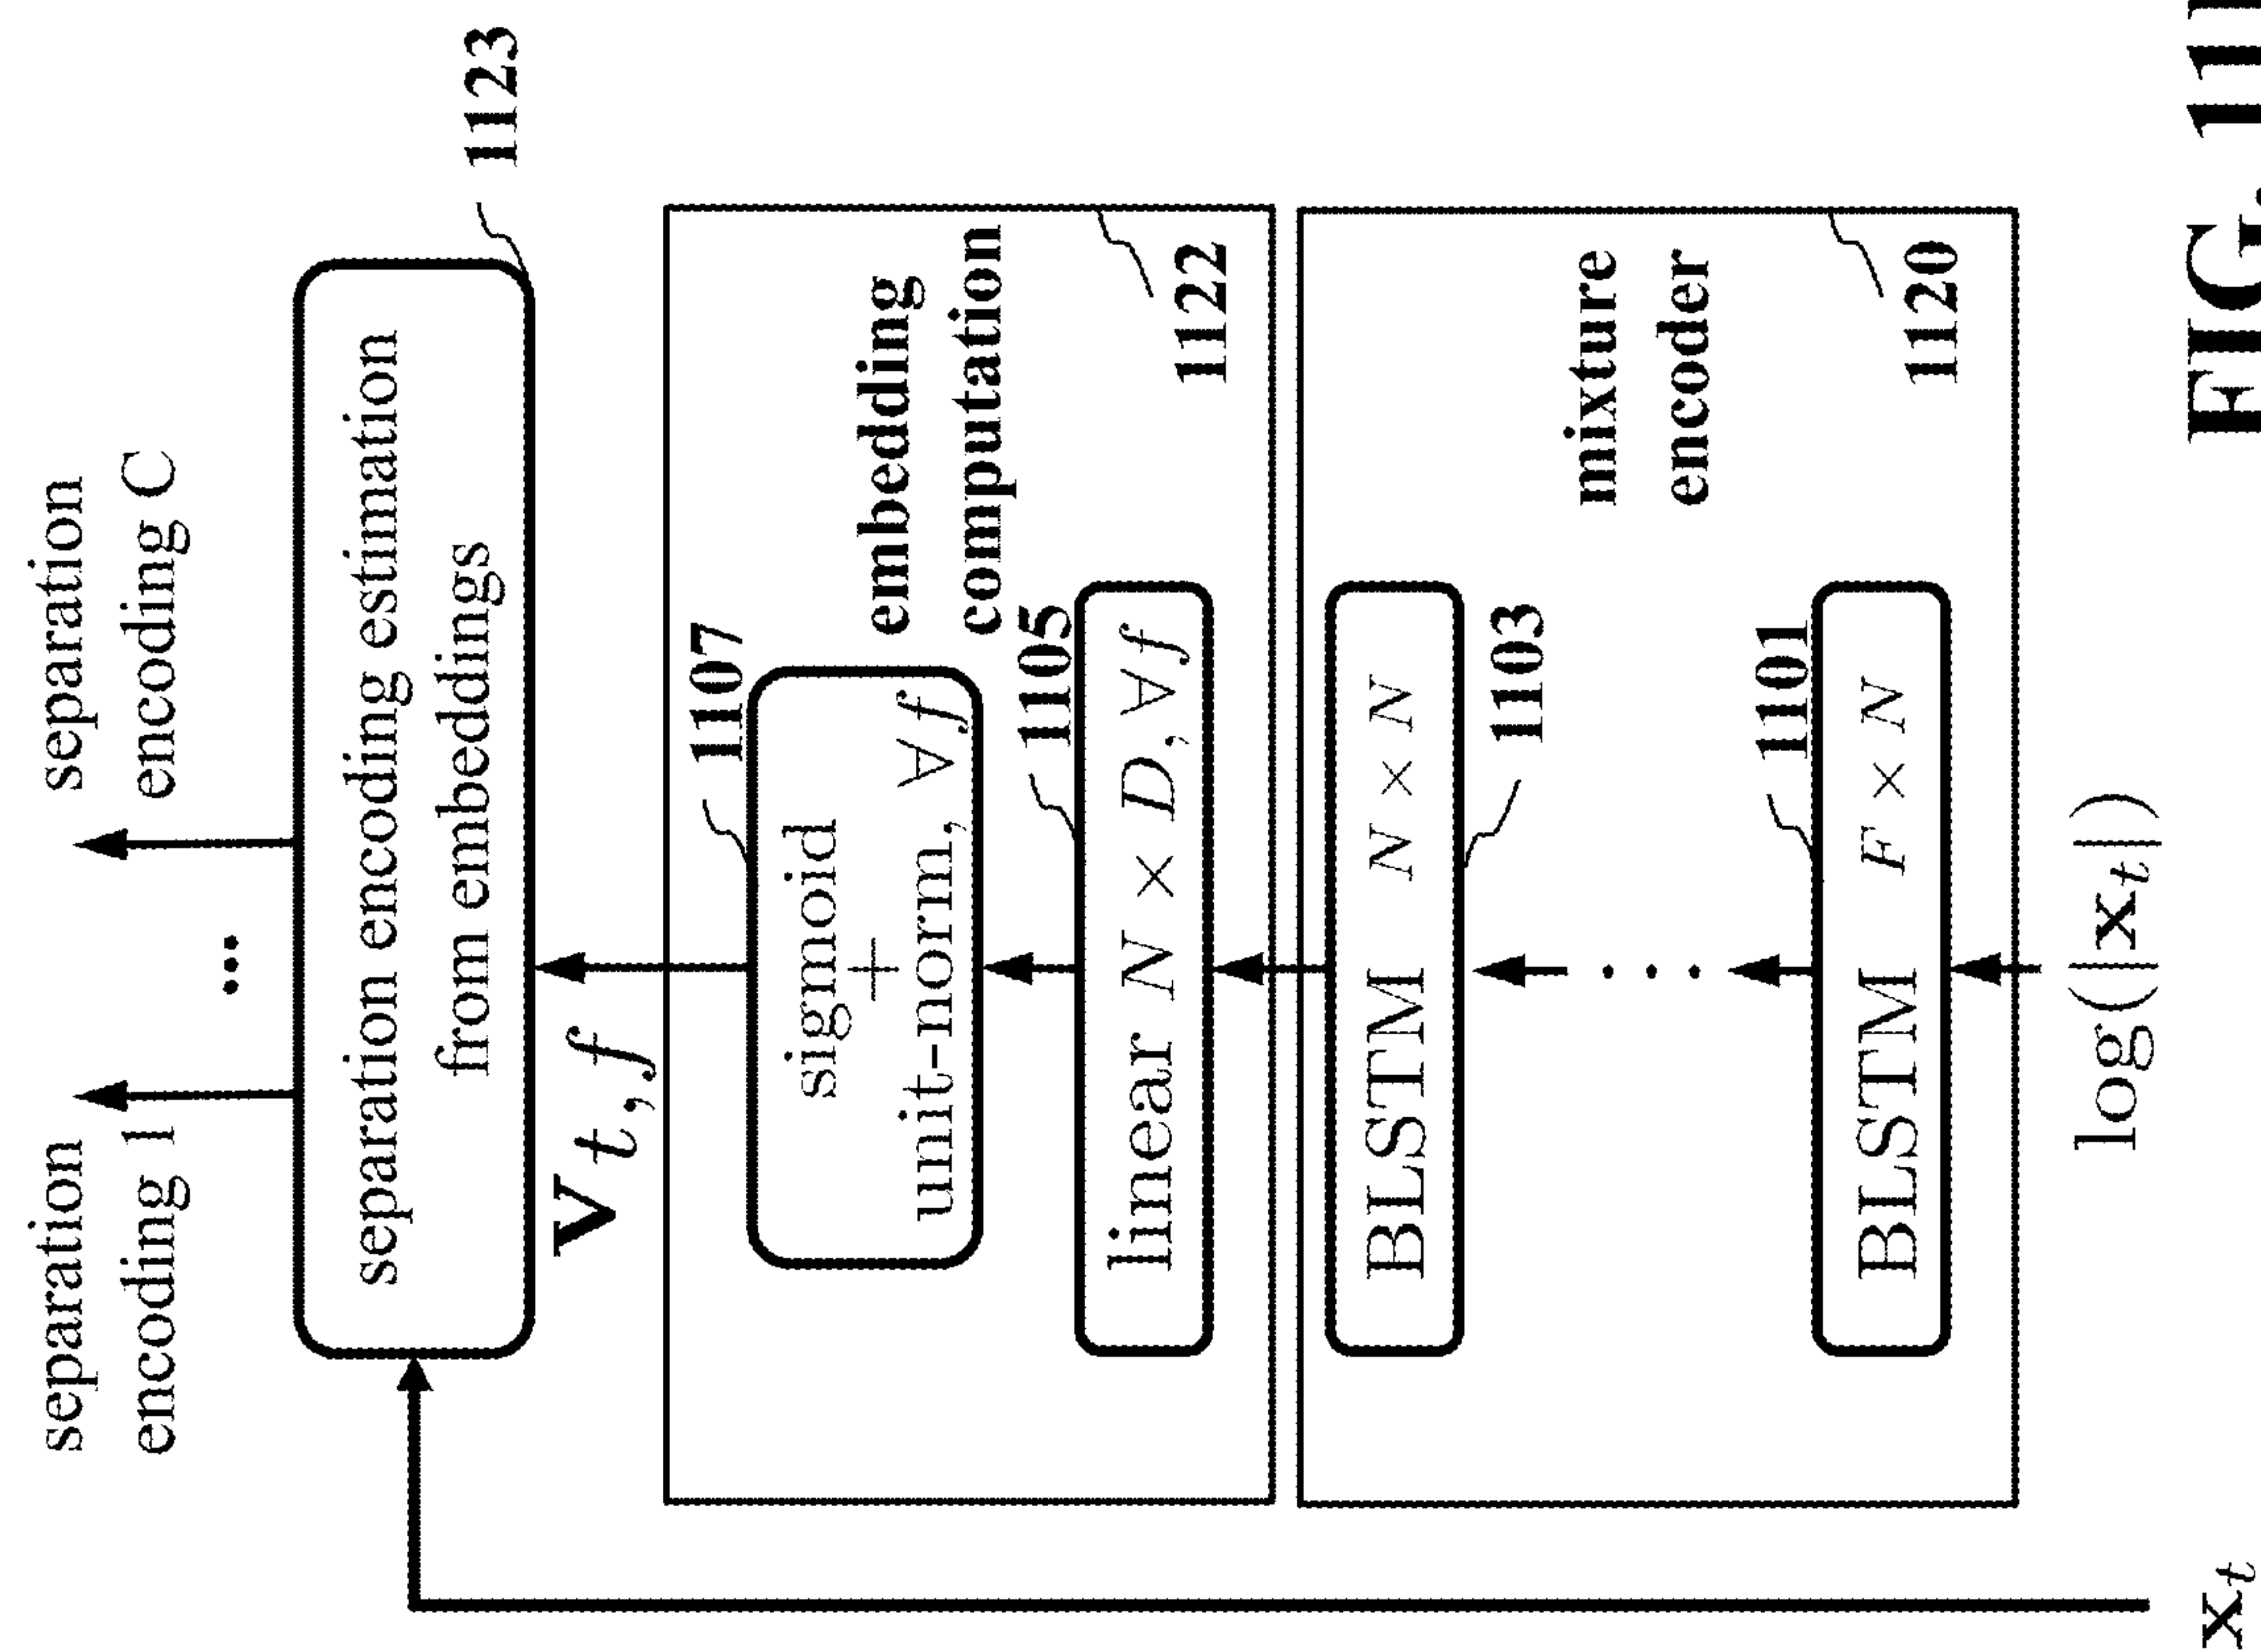 separation
encoding 1
...
separation
encoding C
1123
separation encoding estimation
from embeddings
v_{t,f}
1107
sigmoid
+
unit-norm, ∀f
embedding
computation
1105
linear N × D, ∀f
1122
BLSTM N × N
1103
mixture
encoder
1101
BLSTM F × N
1120
log(|x_t|)
x_t
FIG. 11